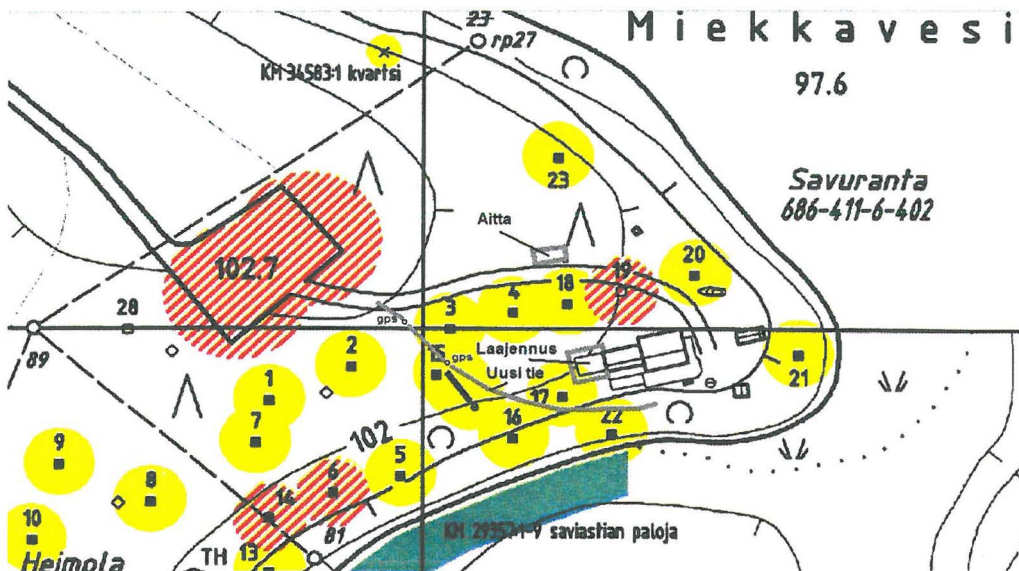 23
rp27
Miekkavesi
KM 34583:1 kvartsi
97.6
23
Savuranta
686-411-6-402
Aitta
102.7
19
20
28
3
4
18
gps
89
2
gps
Laajennus
Uusi tie
21
1
7
17
102
16
22
9
5
8
6
14
10
81
KM 29357:1-9 saviastian paloja
Heimola
TH
13